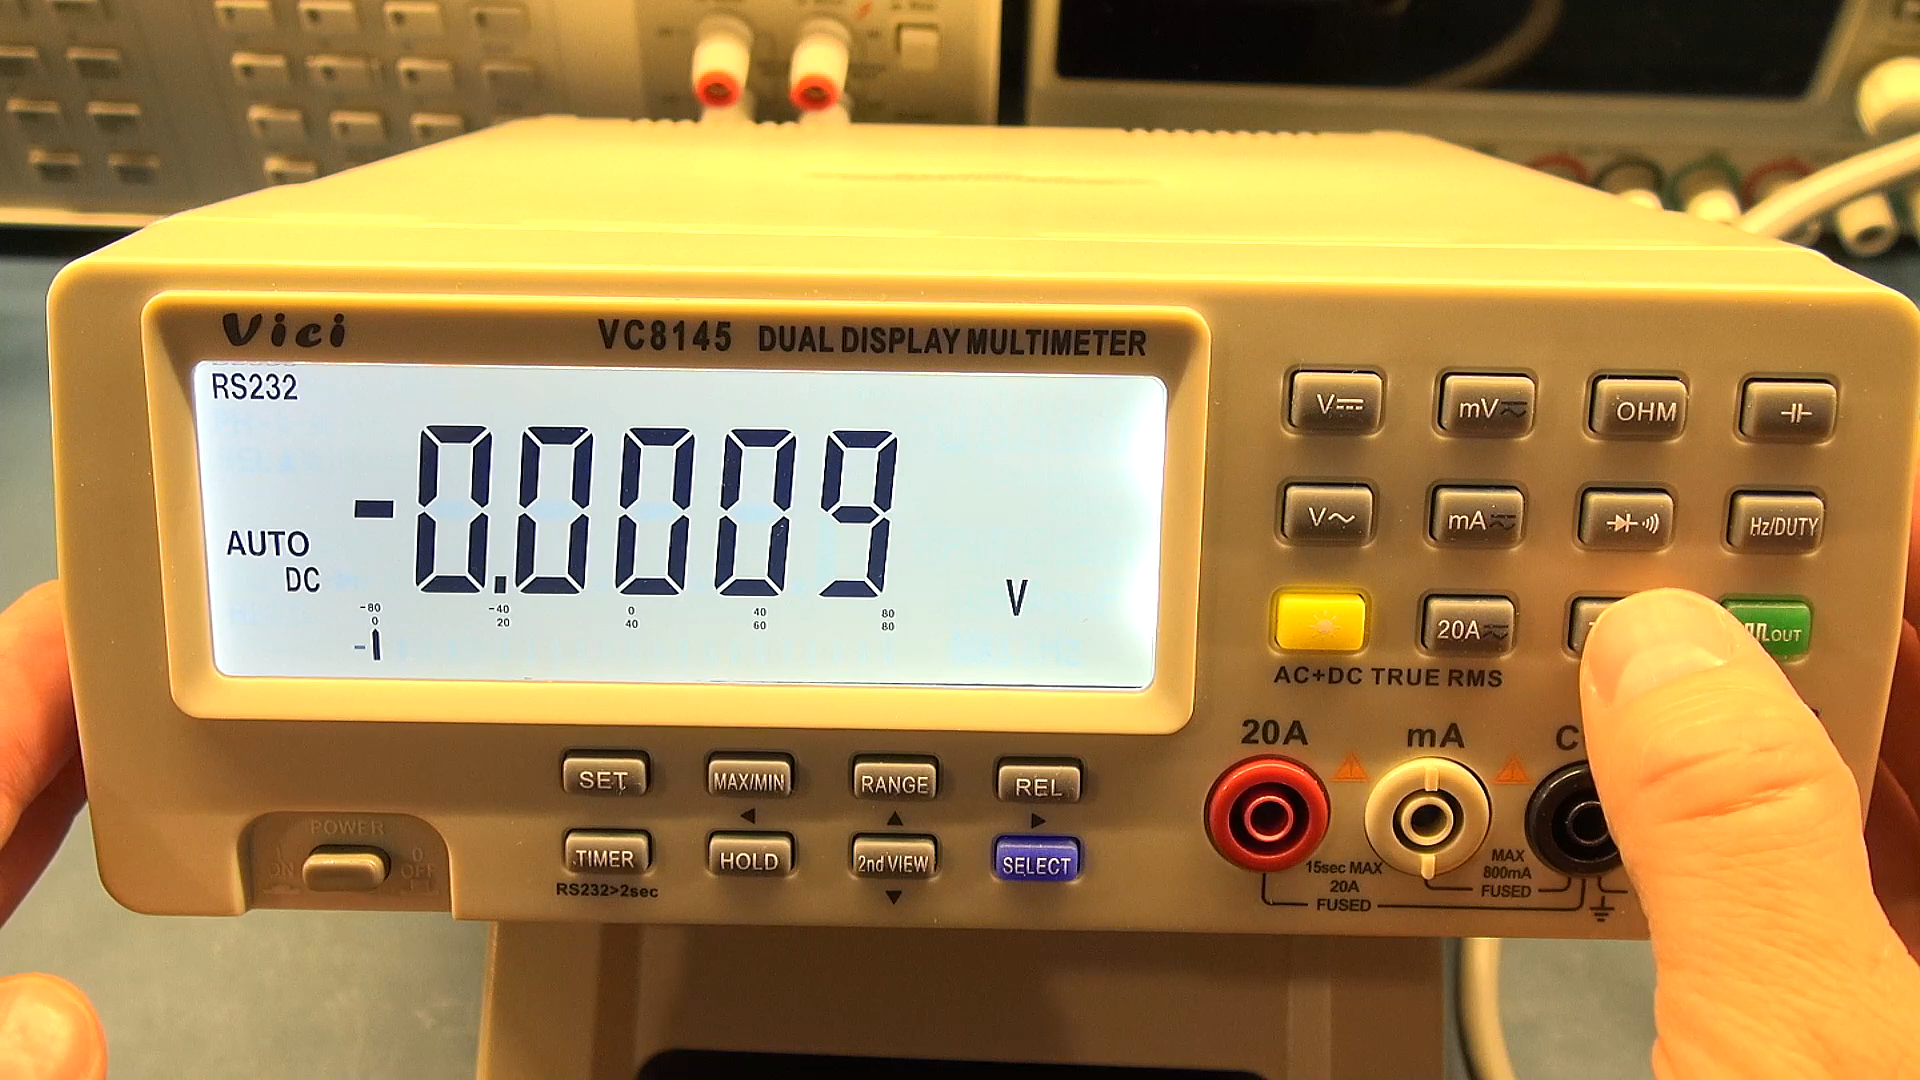 Vici VC8145 DUAL DISPLAY MULTIMETER
RS232
-0.0009
AUTO
DC
V
-80 -40 0 40 80
0 20 40 60 80
-
V mV OHM
V mA Hz/DUTY
20A OUT
AC+DC TRUE RMS
20A mA C
15sec MAX
20A
FUSED
MAX
800mA
FUSED
SET MAX/MIN RANGE REL
TIMER HOLD 2nd VIEW SELECT
RS232>2sec
POWER
ON
OFF